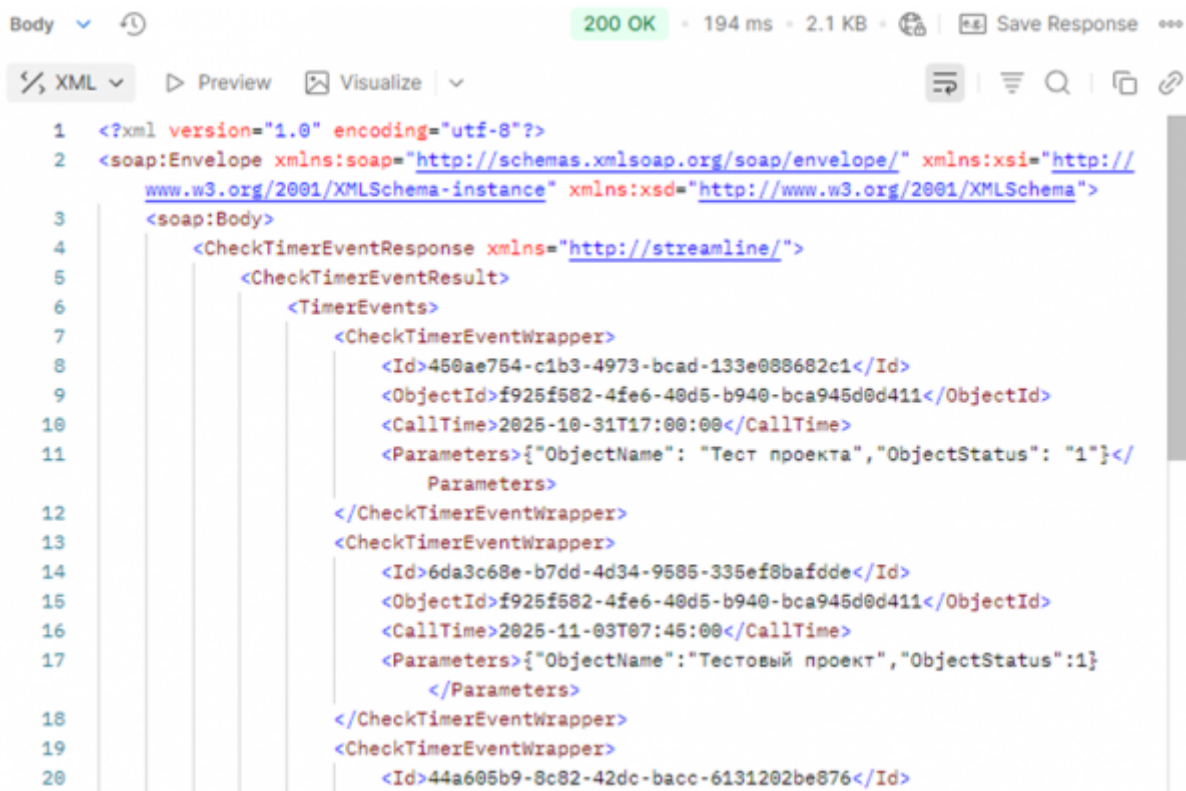 Body
200 OK • 194 ms • 2.1 KB • e.g. Save Response
XML Preview Visualize
1 <?xml version="1.0" encoding="utf-8"?>
2 <soap:Envelope xmlns:soap="http://schemas.xmlsoap.org/soap/envelope/" xmlns:xsi="http://
www.w3.org/2001/XMLSchema-instance" xmlns:xsd="http://www.w3.org/2001/XMLSchema">
3 <soap:Body>
4 <CheckTimerEventResponse xmlns="http://streamline/">
5 <CheckTimerEventResult>
6 <TimerEvents>
7 <CheckTimerEventWrapper>
8 <Id>450ae754-c1b3-4973-bcad-133e088682c1</Id>
9 <ObjectId>f925f582-4fe6-40d5-b940-bca945d0d411</ObjectId>
10 <CallTime>2025-10-31T17:00:00</CallTime>
11 <Parameters>{"ObjectName": "Тест проекта","ObjectStatus": "1"}</
Parameters>
12 </CheckTimerEventWrapper>
13 <CheckTimerEventWrapper>
14 <Id>6da3c68e-b7dd-4d34-9585-335ef8bafdde</Id>
15 <ObjectId>f925f582-4fe6-40d5-b940-bca945d0d411</ObjectId>
16 <CallTime>2025-11-03T07:45:00</CallTime>
17 <Parameters>{"ObjectName":"Тестовый проект","ObjectStatus":1}
</Parameters>
18 </CheckTimerEventWrapper>
19 <CheckTimerEventWrapper>
20 <Id>44a605b9-8c82-42dc-bacc-6131202be876</Id>